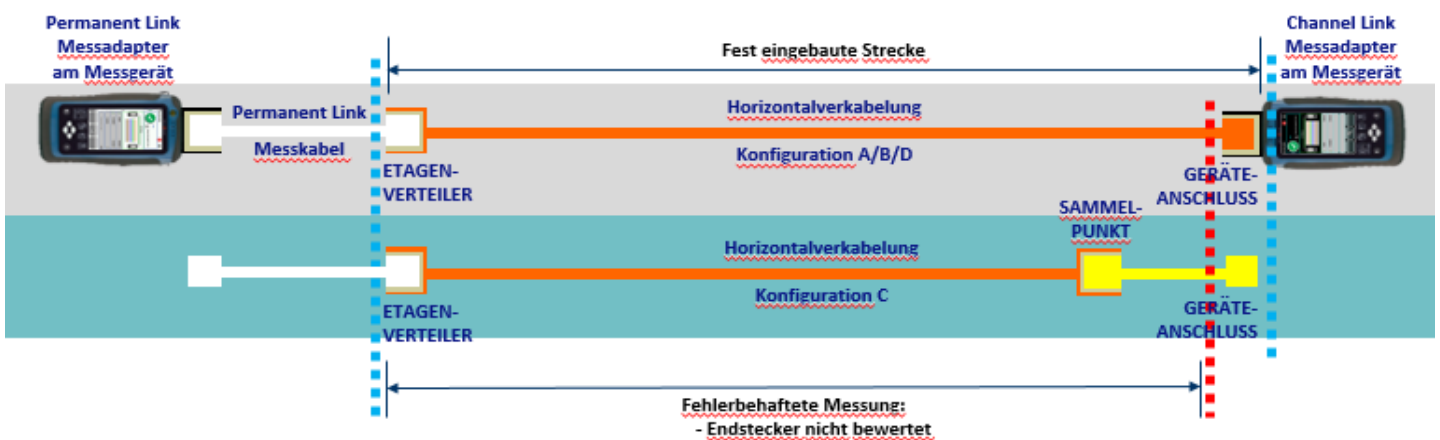 Permanent Link
Messadapter
am Messgerät
Channel Link
Messadapter
am Messgerät
Fest eingebaute Strecke
Permanent Link
Messkabel
Horizontalverkabelung
Konfiguration A/B/D
ETAGEN-
VERTEILER
GERÄTE-
ANSCHLUSS
SAMMEL-
PUNKT
Horizontalverkabelung
Konfiguration C
ETAGEN-
VERTEILER
GERÄTE-
ANSCHLUSS
Fehlerbehaftete Messung:
- Endstecker nicht bewertet